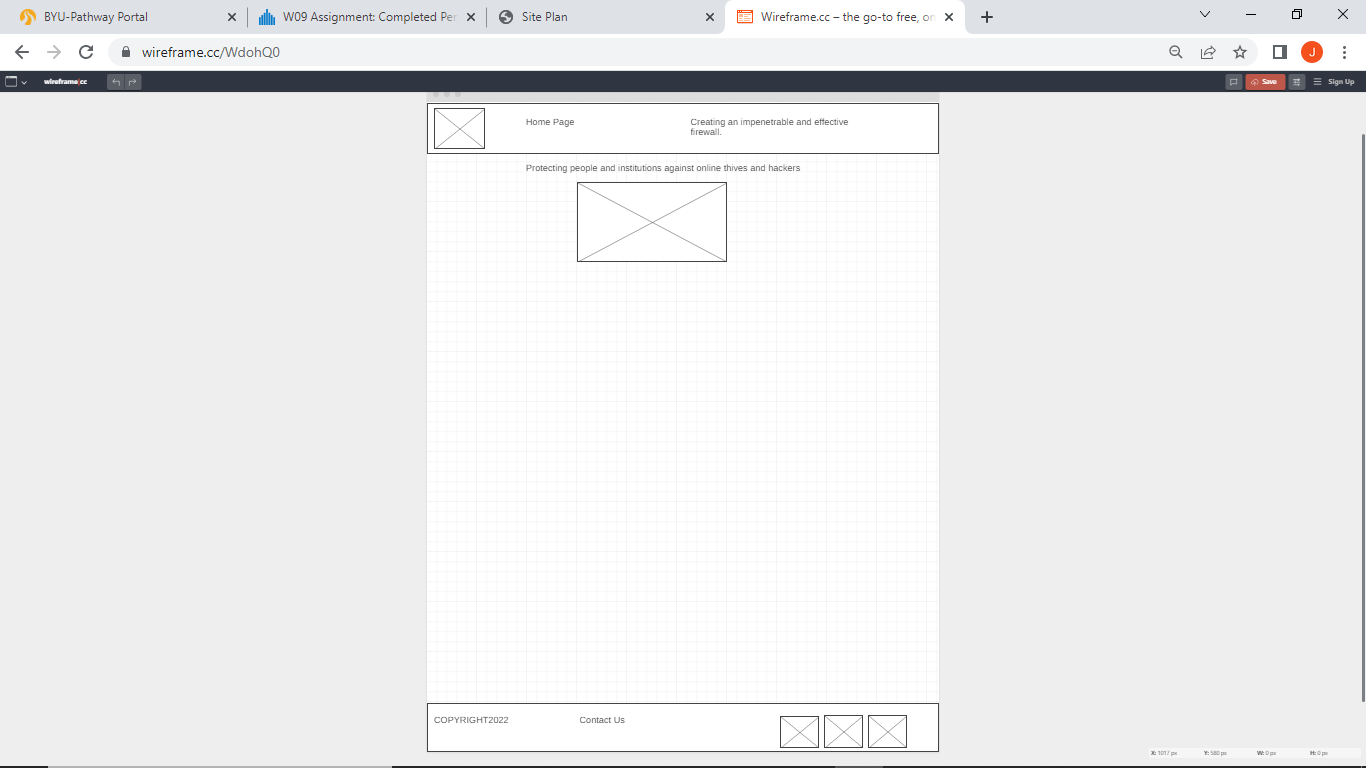 BYU-Pathway Portal
W09 Assignment: Completed Per
Site Plan
Wireframe.cc – the go-to free, on
wireframe.cc/WdohQ0
J
wireframe|cc
Save
Sign Up
Home Page
Creating an impenetrable and effective
firewall.
Protecting people and institutions against online thives and hackers
COPYRIGHT2022
Contact Us
X: 1017 px Y: 580 px W: 0 px H: 0 px